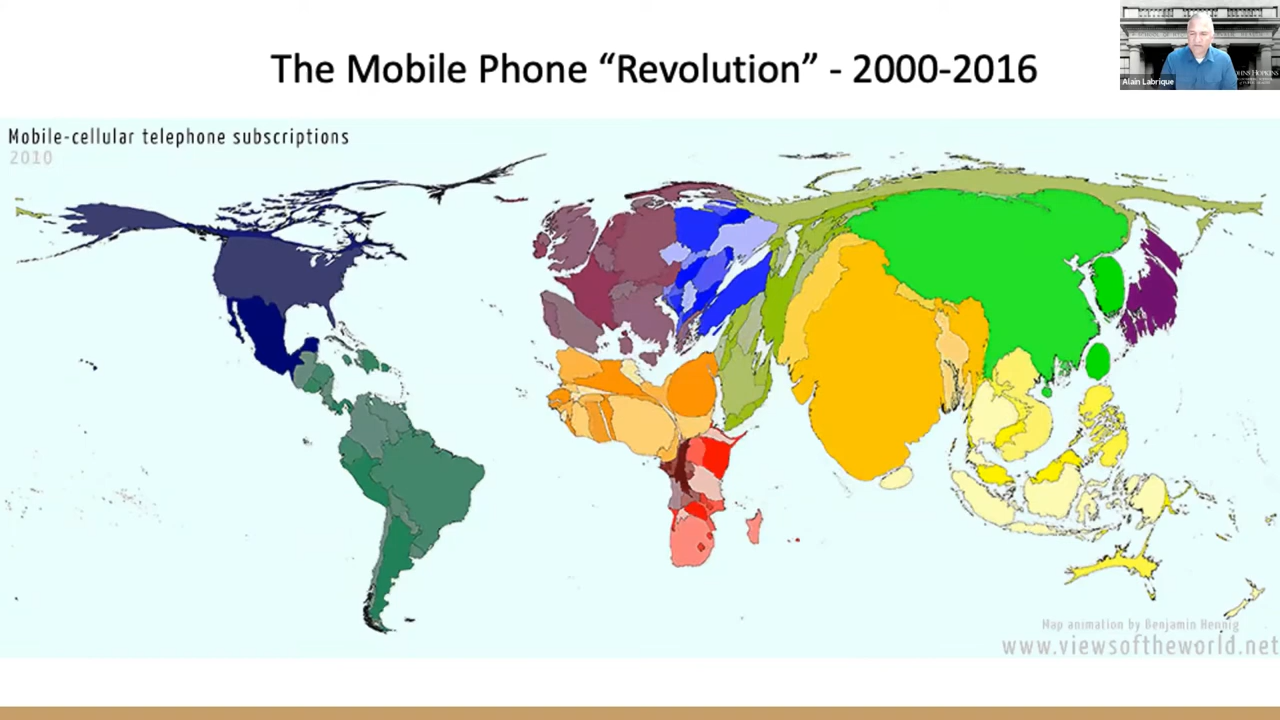 The Mobile Phone “Revolution” - 2000-2016
Alain Labrique
Mobile-cellular telephone subscriptions
2010
Map animation by Benjamin Hennig
www.viewsoftheworld.net